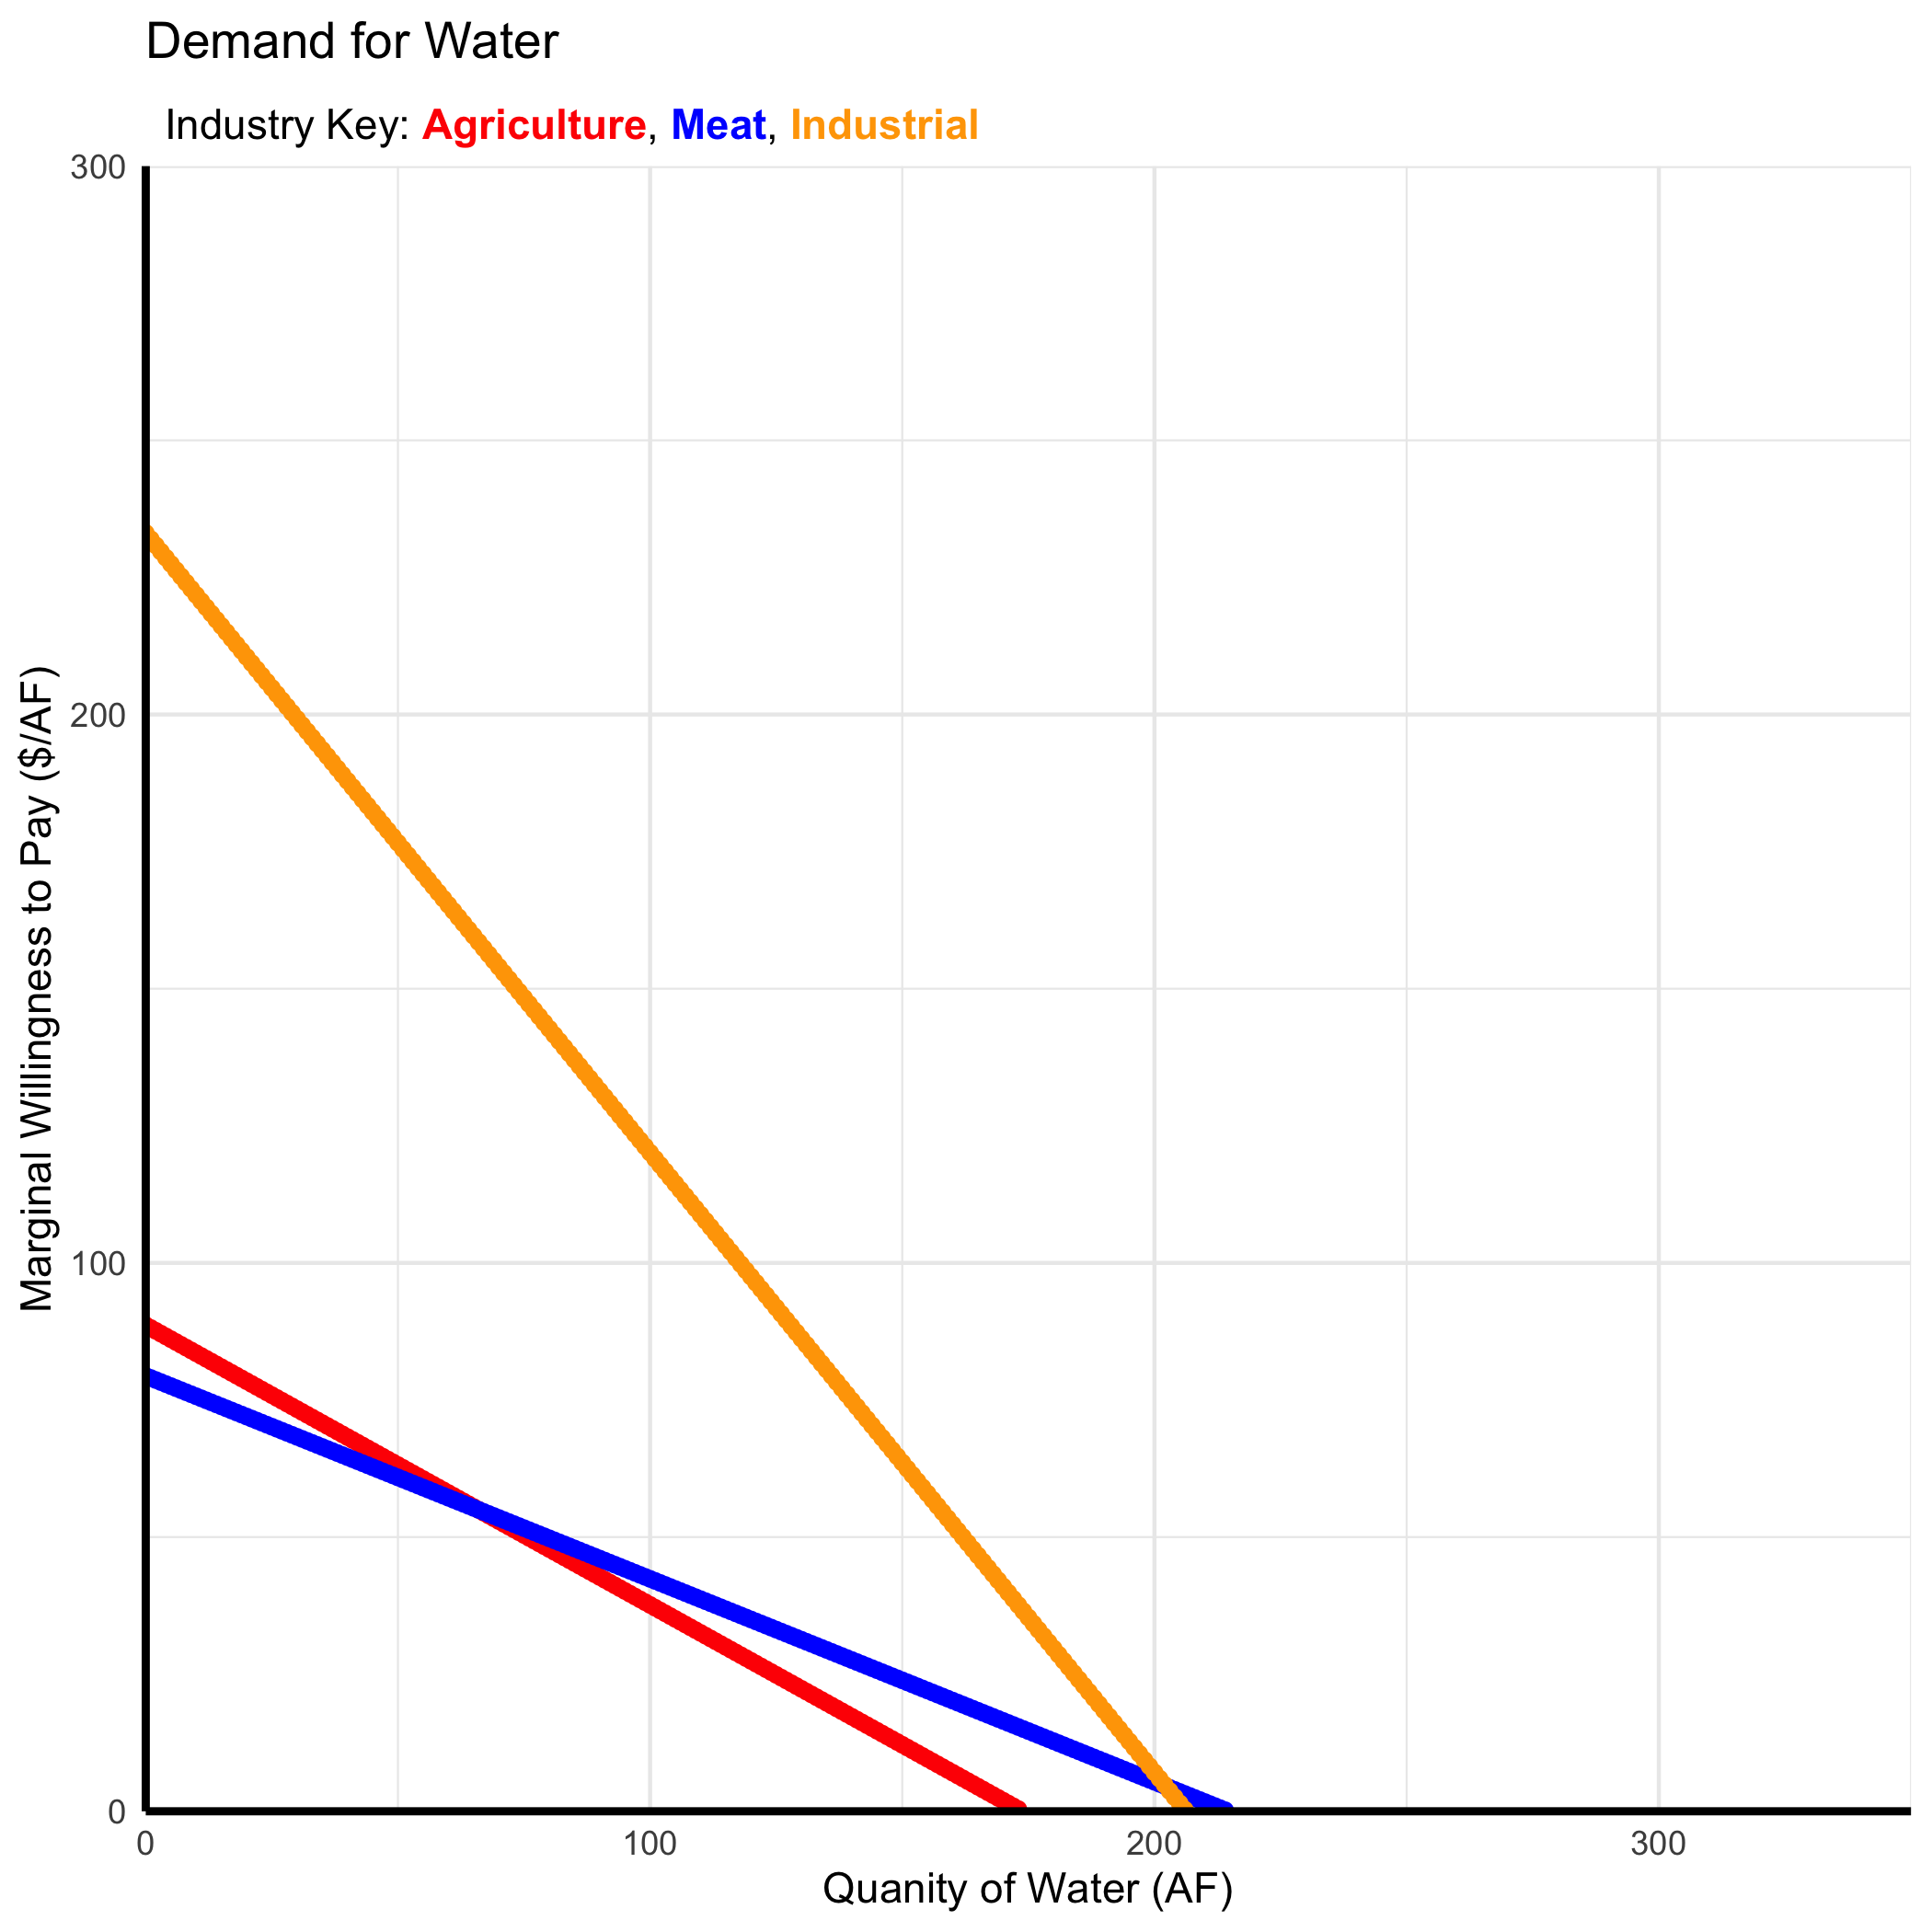 Demand for Water
Industry Key: Agriculture, Meat, Industrial
300
200
100
0
Marginal Willingness to Pay ($/AF)
0 100 200 300
Quanity of Water (AF)